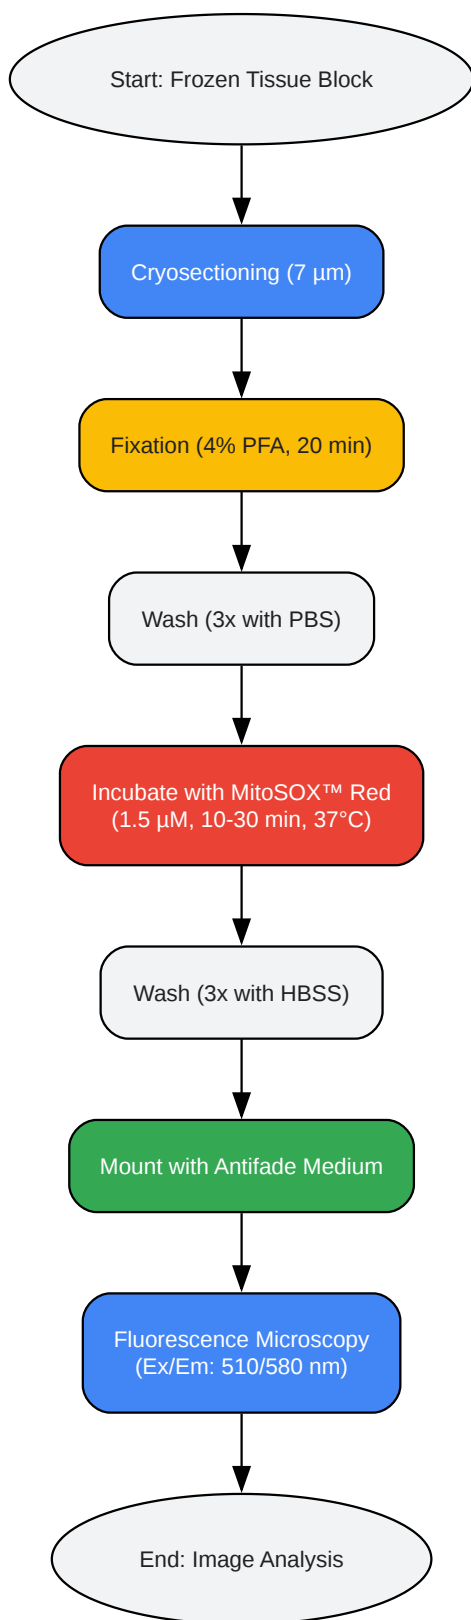 Start: Frozen Tissue Block
Cryosectioning (7 µm)
Fixation (4% PFA, 20 min)
Wash (3x with PBS)
Incubate with MitoSOX™ Red
(1.5 µM, 10-30 min, 37°C)
Wash (3x with HBSS)
Mount with Antifade Medium
Fluorescence Microscopy
(Ex/Em: 510/580 nm)
End: Image Analysis